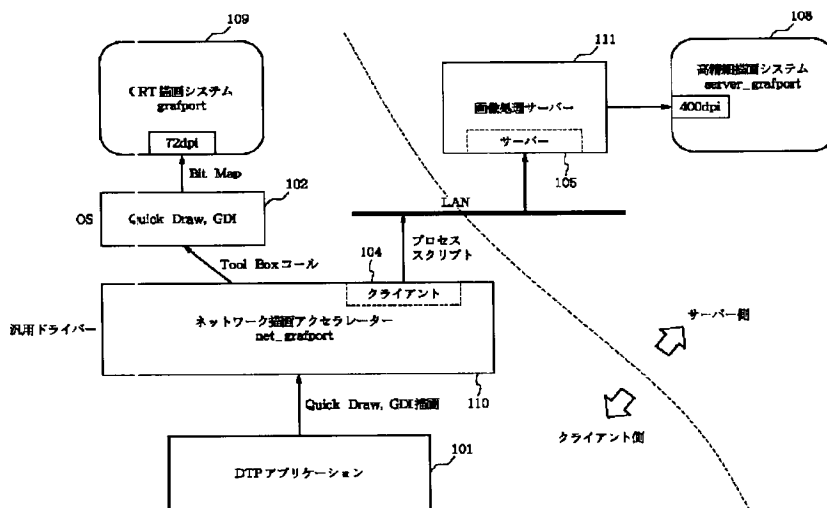 109
CRT描画システム
grafport
72dpi
Bit Map
102
OS
Quick Draw, GDI
Tool Boxコール
111
画像処理サーバー
サーバー
105
108
高精細描画システム
server_grafport
400dpi
LAN
プロセス
スクリプト
104
クライアント
汎用ドライバー
ネットワーク描画アクセラレーター
net_grafport
110
Quick Draw, GDI描画
101
DTPアプリケーション
サーバー側
クライアント側